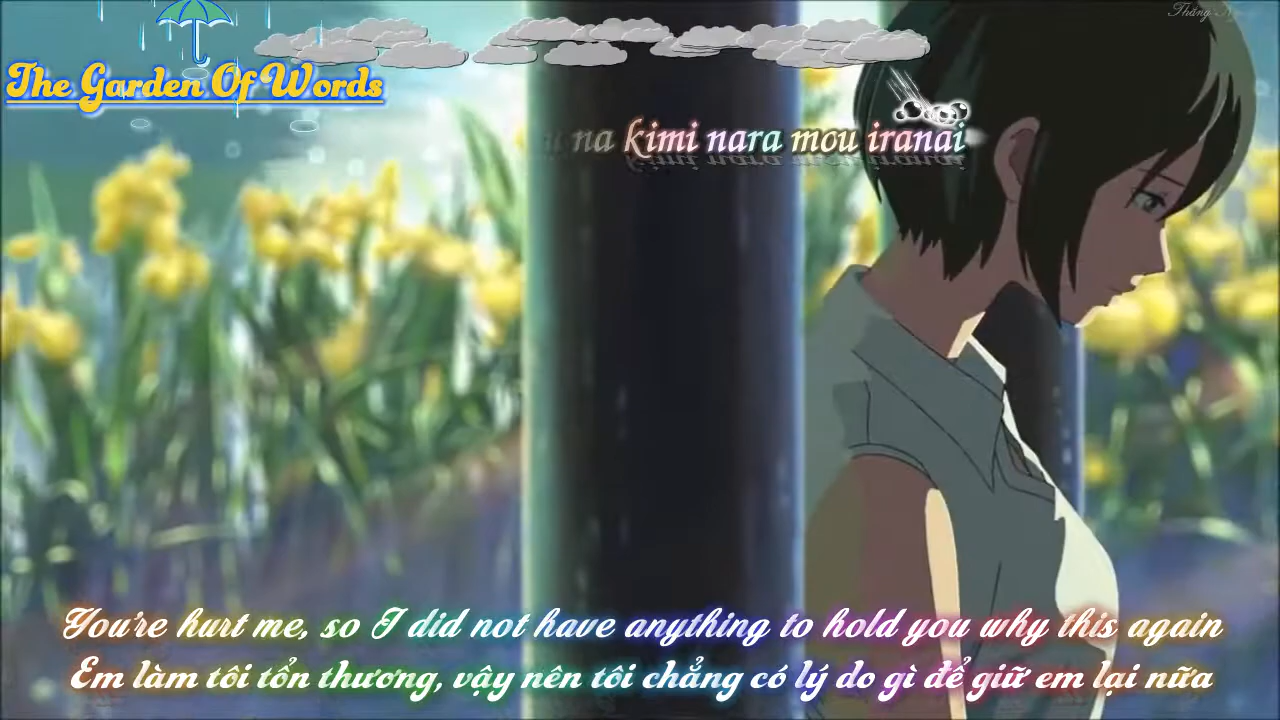 Thắng
The Garden Of Words
na kimi nara mou iranai
You're hurt me, so I did not have anything to hold you why this again
Em làm tôi tổn thương, vậy nên tôi chẳng có lý do gì để giữ em lại nữa